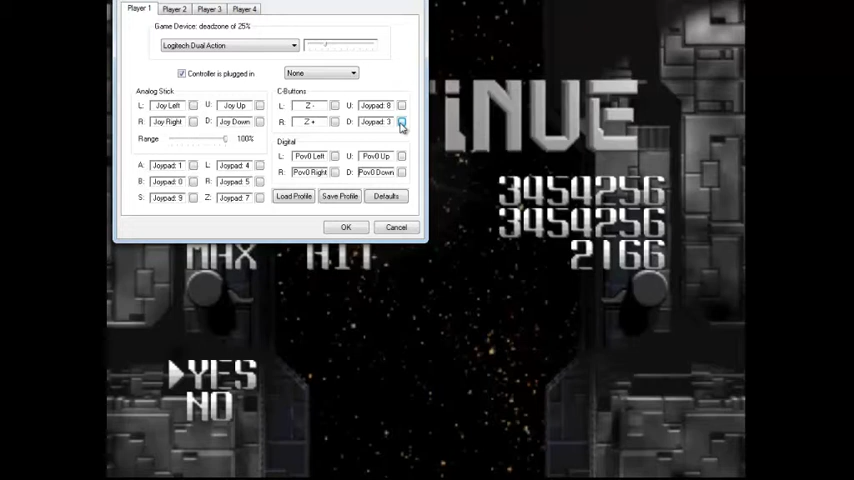 Player 1 Player 2 Player 3 Player 4
Game Device: deadzone of 25%
Logitech Dual Action
Controller is plugged in None
Analog Stick
L: Joy Left U: Joy Up
R: Joy Right D: Joy Down
Range 100%
A: Joypad: 1 L: Joypad: 4
B: Joypad: 0 R: Joypad: 5
S: Joypad: 9 Z: Joypad: 7
C-Buttons
L: Z - U: Joypad: 8
R: Z + D: Joypad: 3
Digital
L: Pov0 Left U: Pov0 Up
R: Pov0 Right D: Pov0 Down
Load Profile Save Profile Defaults
OK Cancel
INUE
3454256
3454256
MAX HIT 2166
YES
NO